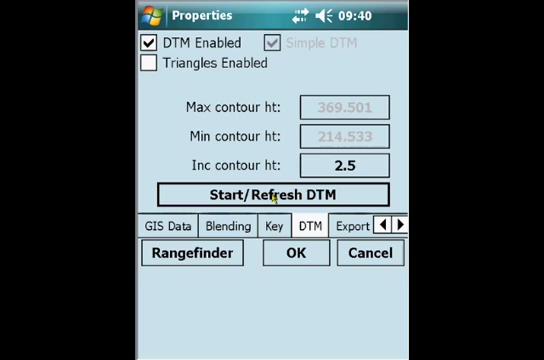 Properties 09:40
DTM Enabled Simple DTM
Triangles Enabled
Max contour ht: 369.501
Min contour ht: 214.533
Inc contour ht: 2.5
Start/Refresh DTM
GIS Data Blending Key DTM Export
Rangefinder OK Cancel